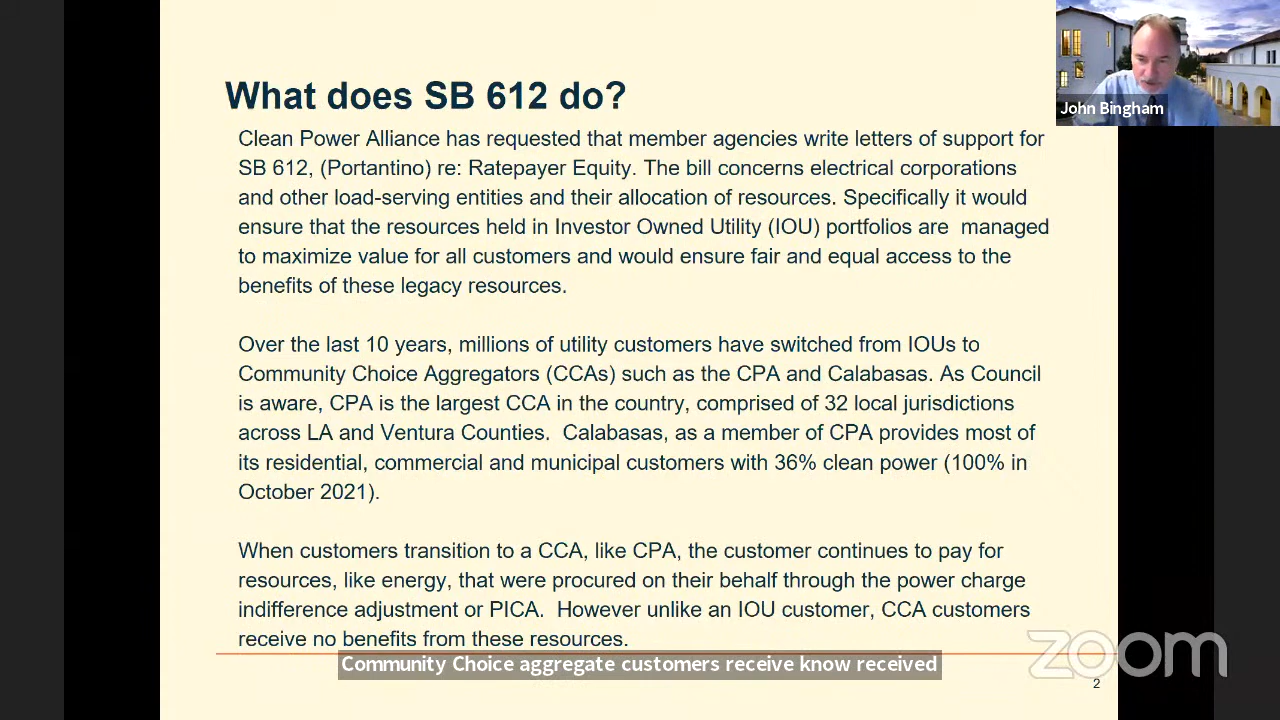 What does SB 612 do?
John Bingham
Clean Power Alliance has requested that member agencies write letters of support for
SB 612, (Portantino) re: Ratepayer Equity. The bill concerns electrical corporations
and other load-serving entities and their allocation of resources. Specifically it would
ensure that the resources held in Investor Owned Utility (IOU) portfolios are  managed
to maximize value for all customers and would ensure fair and equal access to the
benefits of these legacy resources.
Over the last 10 years, millions of utility customers have switched from IOUs to
Community Choice Aggregators (CCAs) such as the CPA and Calabasas. As Council
is aware, CPA is the largest CCA in the country, comprised of 32 local jurisdictions
across LA and Ventura Counties.  Calabasas, as a member of CPA provides most of
its residential, commercial and municipal customers with 36% clean power (100% in
October 2021).
When customers transition to a CCA, like CPA, the customer continues to pay for
resources, like energy, that were procured on their behalf through the power charge
indifference adjustment or PICA.  However unlike an IOU customer, CCA customers
receive no benefits from these resources.
Community Choice aggregate customers receive know received
zoom
2